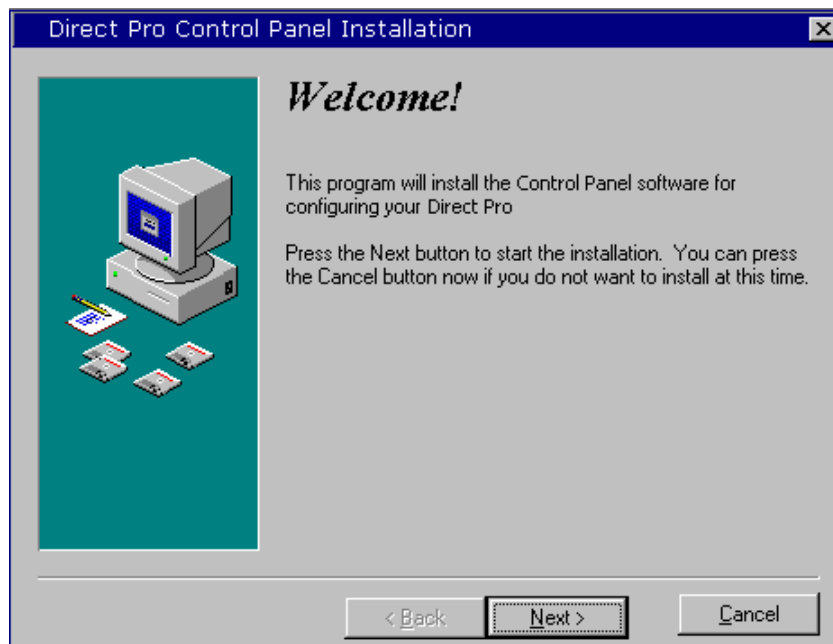 Direct Pro Control Panel Installation
Welcome!
This program will install the Control Panel software for
configuring your Direct Pro
Press the Next button to start the installation.  You can press
the Cancel button now if you do not want to install at this time.
< Back
Next >
Cancel